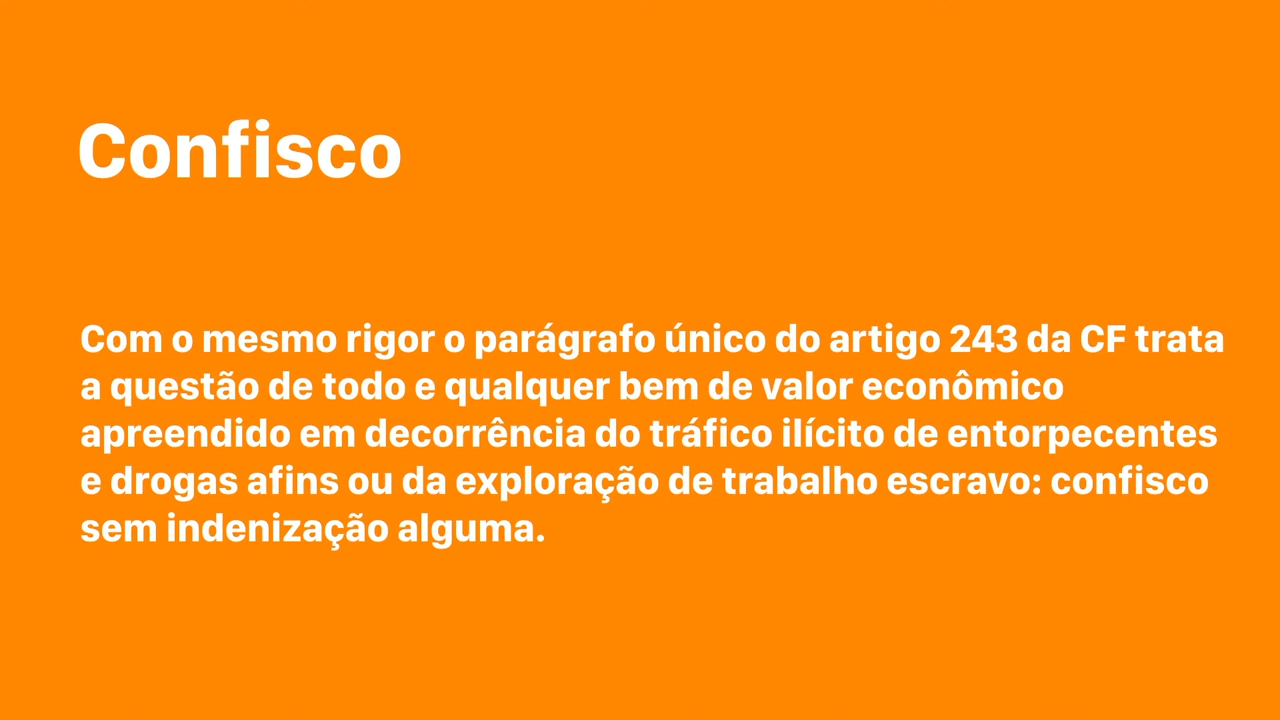 Confisco
Com o mesmo rigor o parágrafo único do artigo 243 da CF trata
a questão de todo e qualquer bem de valor econômico
apreendido em decorrência do tráfico ilícito de entorpecentes
e drogas afins ou da exploração de trabalho escravo: confisco
sem indenização alguma.